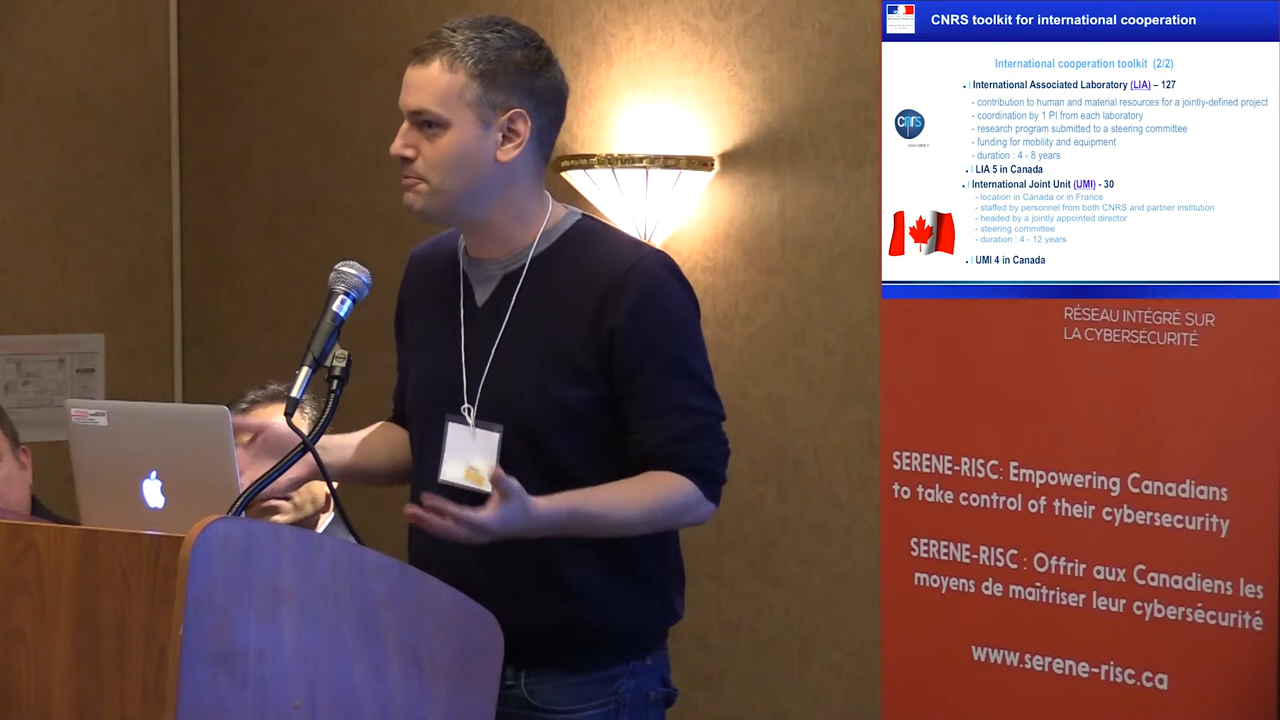 CNRS toolkit for international cooperation
International cooperation toolkit (2/2)
International Associated Laboratory (LIA) – 127
- contribution to human and material resources for a jointly-defined project
- coordination by 1 PI from each laboratory
- research program submitted to a steering committee
- funding for mobility and equipment
- duration : 4 - 8 years
LIA 5 in Canada
International Joint Unit (UMI) - 30
- location in Canada or in France
- staffed by personnel from both CNRS and partner institution
- headed by a jointly appointed director
- steering committee
- duration : 4 - 12 years
UMI 4 in Canada
cnrs
RÉSEAU INTÉGRÉ SUR
LA CYBERSÉCURITÉ
SERENE-RISC: Empowering Canadians
to take control of their cybersecurity
SERENE-RISC : Offrir aux Canadiens les
moyens de maîtriser leur cybersécurité
www.serene-risc.ca